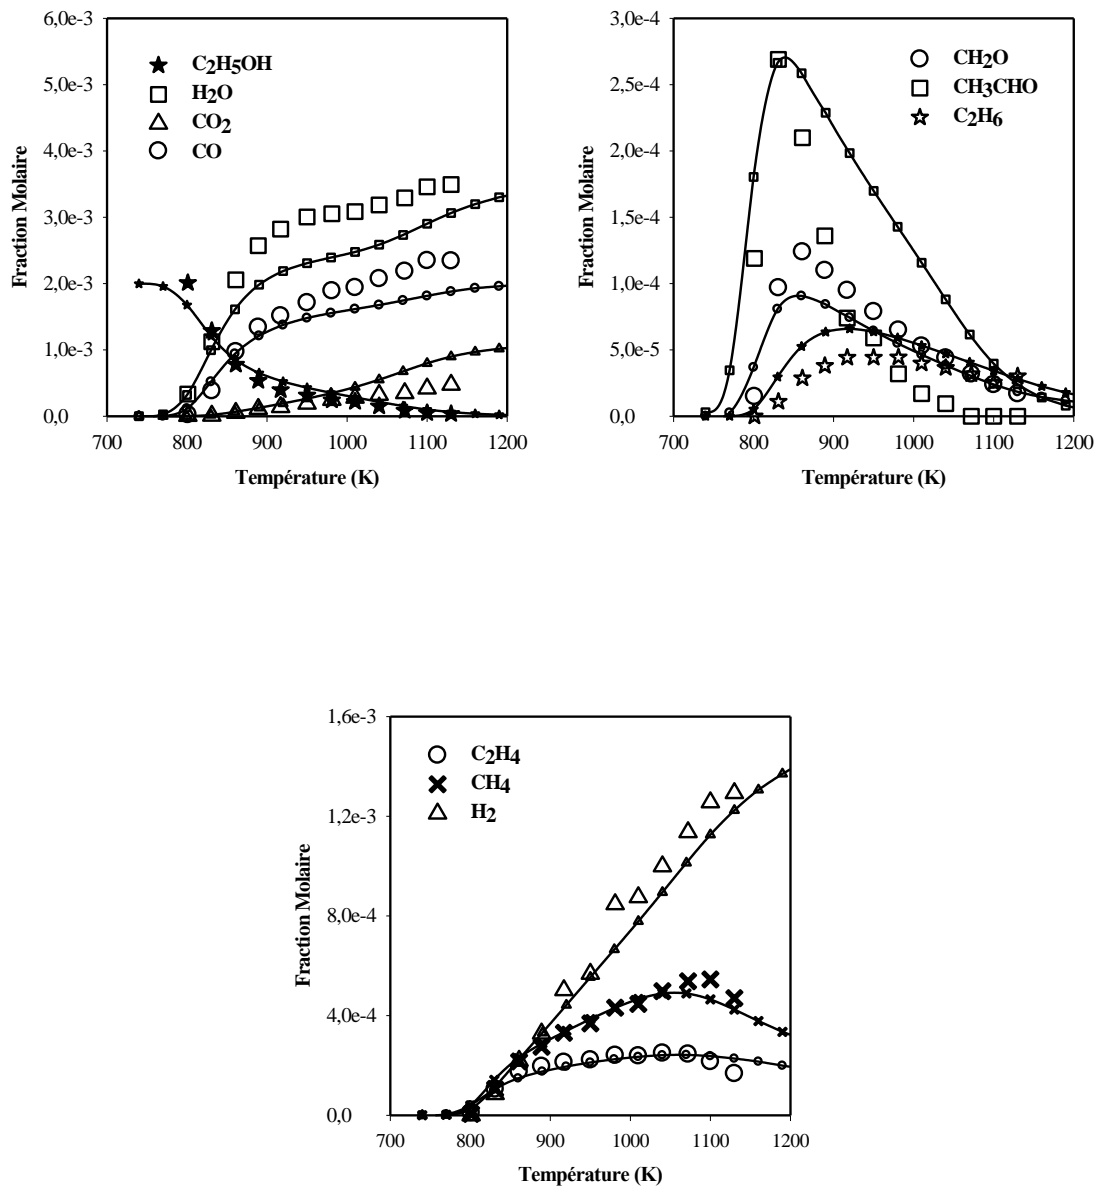 6,0e-3
5,0e-3
4,0e-3
3,0e-3
2,0e-3
1,0e-3
0,0
Fraction Molaire
C2H5OH
H2O
CO2
CO
700 800 900 1000 1100 1200
Température (K)
3,0e-4
2,5e-4
2,0e-4
1,5e-4
1,0e-4
5,0e-5
0,0
Fraction Molaire
CH2O
CH3CHO
C2H6
700 800 900 1000 1100 1200
Température (K)
1,6e-3
1,2e-3
8,0e-4
4,0e-4
0,0
Fraction Molaire
C2H4
CH4
H2
700 800 900 1000 1100 1200
Température (K)